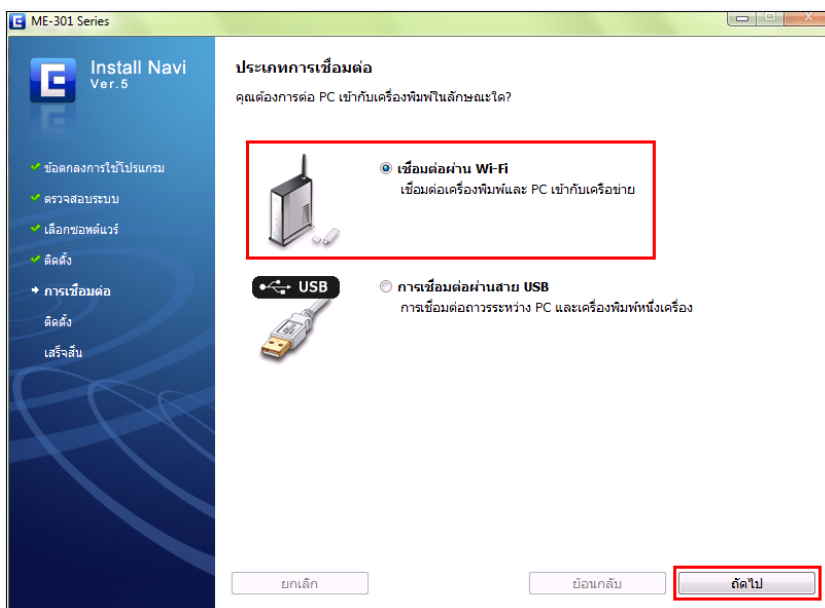 ME-301 Series
Install Navi
Ver.5
ข้อตกลงการใช้โปรแกรม
ตรวจสอบระบบ
เลือกซอฟต์แวร์
ติดตั้ง
การเชื่อมต่อ
ติดตั้ง
เสร็จสิ้น
ประเภทการเชื่อมต่อ
คุณต้องการต่อ PC เข้ากับเครื่องพิมพ์ในลักษณะใด?
เชื่อมต่อผ่าน Wi-Fi
เชื่อมต่อเครื่องพิมพ์และ PC เข้ากับเครือข่าย
USB
การเชื่อมต่อผ่านสาย USB
การเชื่อมต่อถาวรระหว่าง PC และเครื่องพิมพ์หนึ่งเครื่อง
ยกเลิก
ย้อนกลับ
ถัดไป